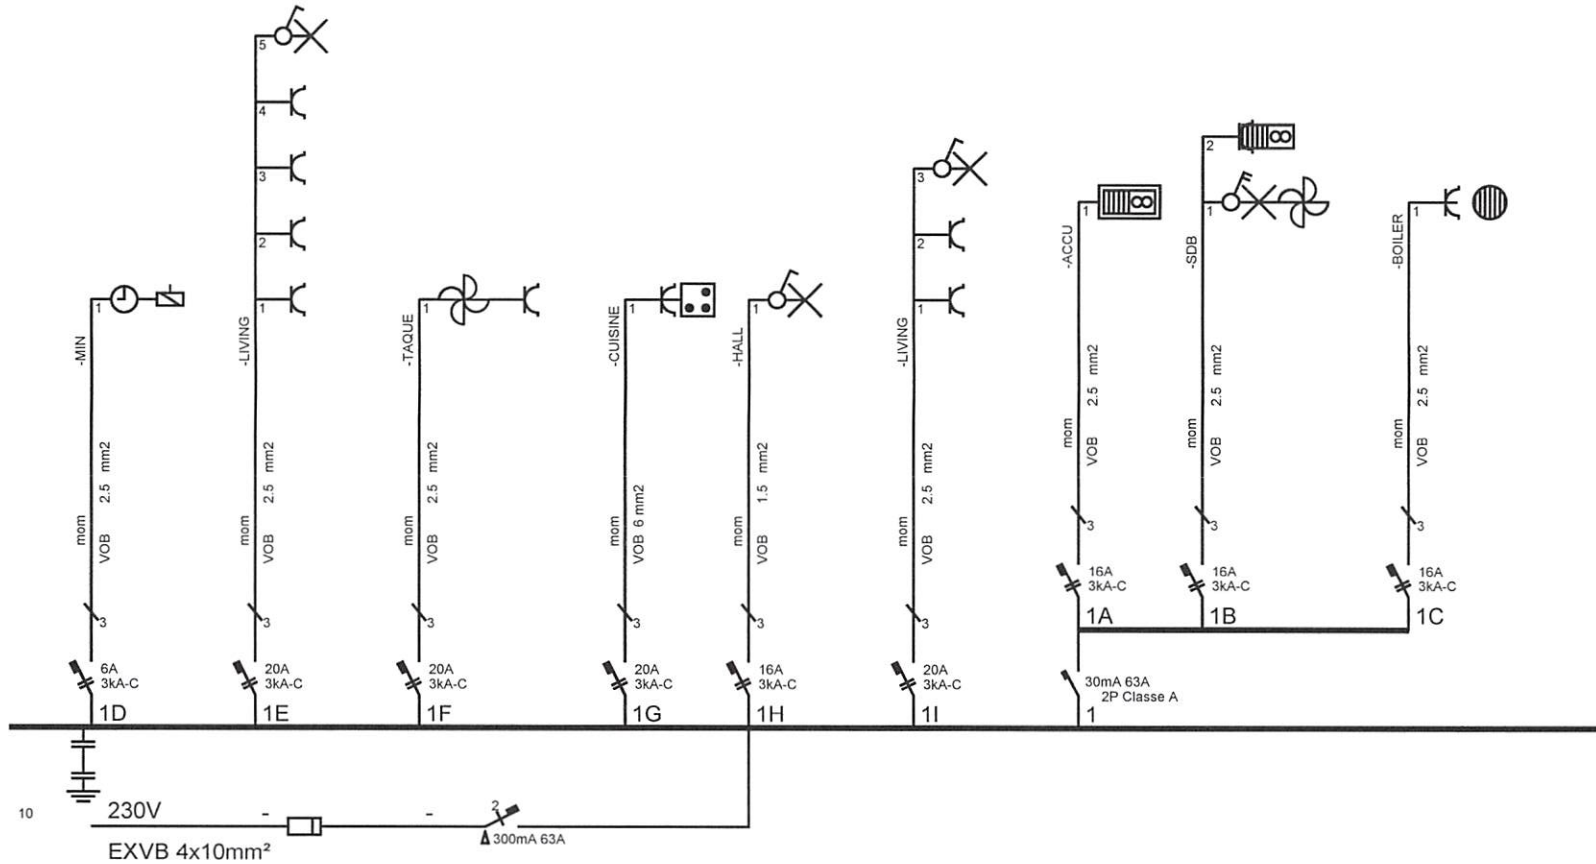 5
4
3
2
1
-LIVING
mom
VOB 2.5 mm2
3
20A
3kA-C
1E
1
-MIN
mom
VOB 2.5 mm2
3
6A
3kA-C
1D
1
-TAQUE
mom
VOB 2.5 mm2
3
20A
3kA-C
1F
1
-CUISINE
mom
VOB 6 mm2
3
20A
3kA-C
1G
1
-HALL
mom
VOB 1.5 mm2
3
16A
3kA-C
1H
3
2
1
-LIVING
mom
VOB 2.5 mm2
3
20A
3kA-C
1I
1
-ACCU
mom
VOB 2.5 mm2
3
16A
3kA-C
1A
2
1
-SDB
mom
VOB 2.5 mm2
3
16A
3kA-C
1B
1
-BOILER
mom
VOB 2.5 mm2
3
16A
3kA-C
1C
30mA 63A
2P Classe A
1
10
230V - -
2
300mA 63A
EXVB 4x10mm²